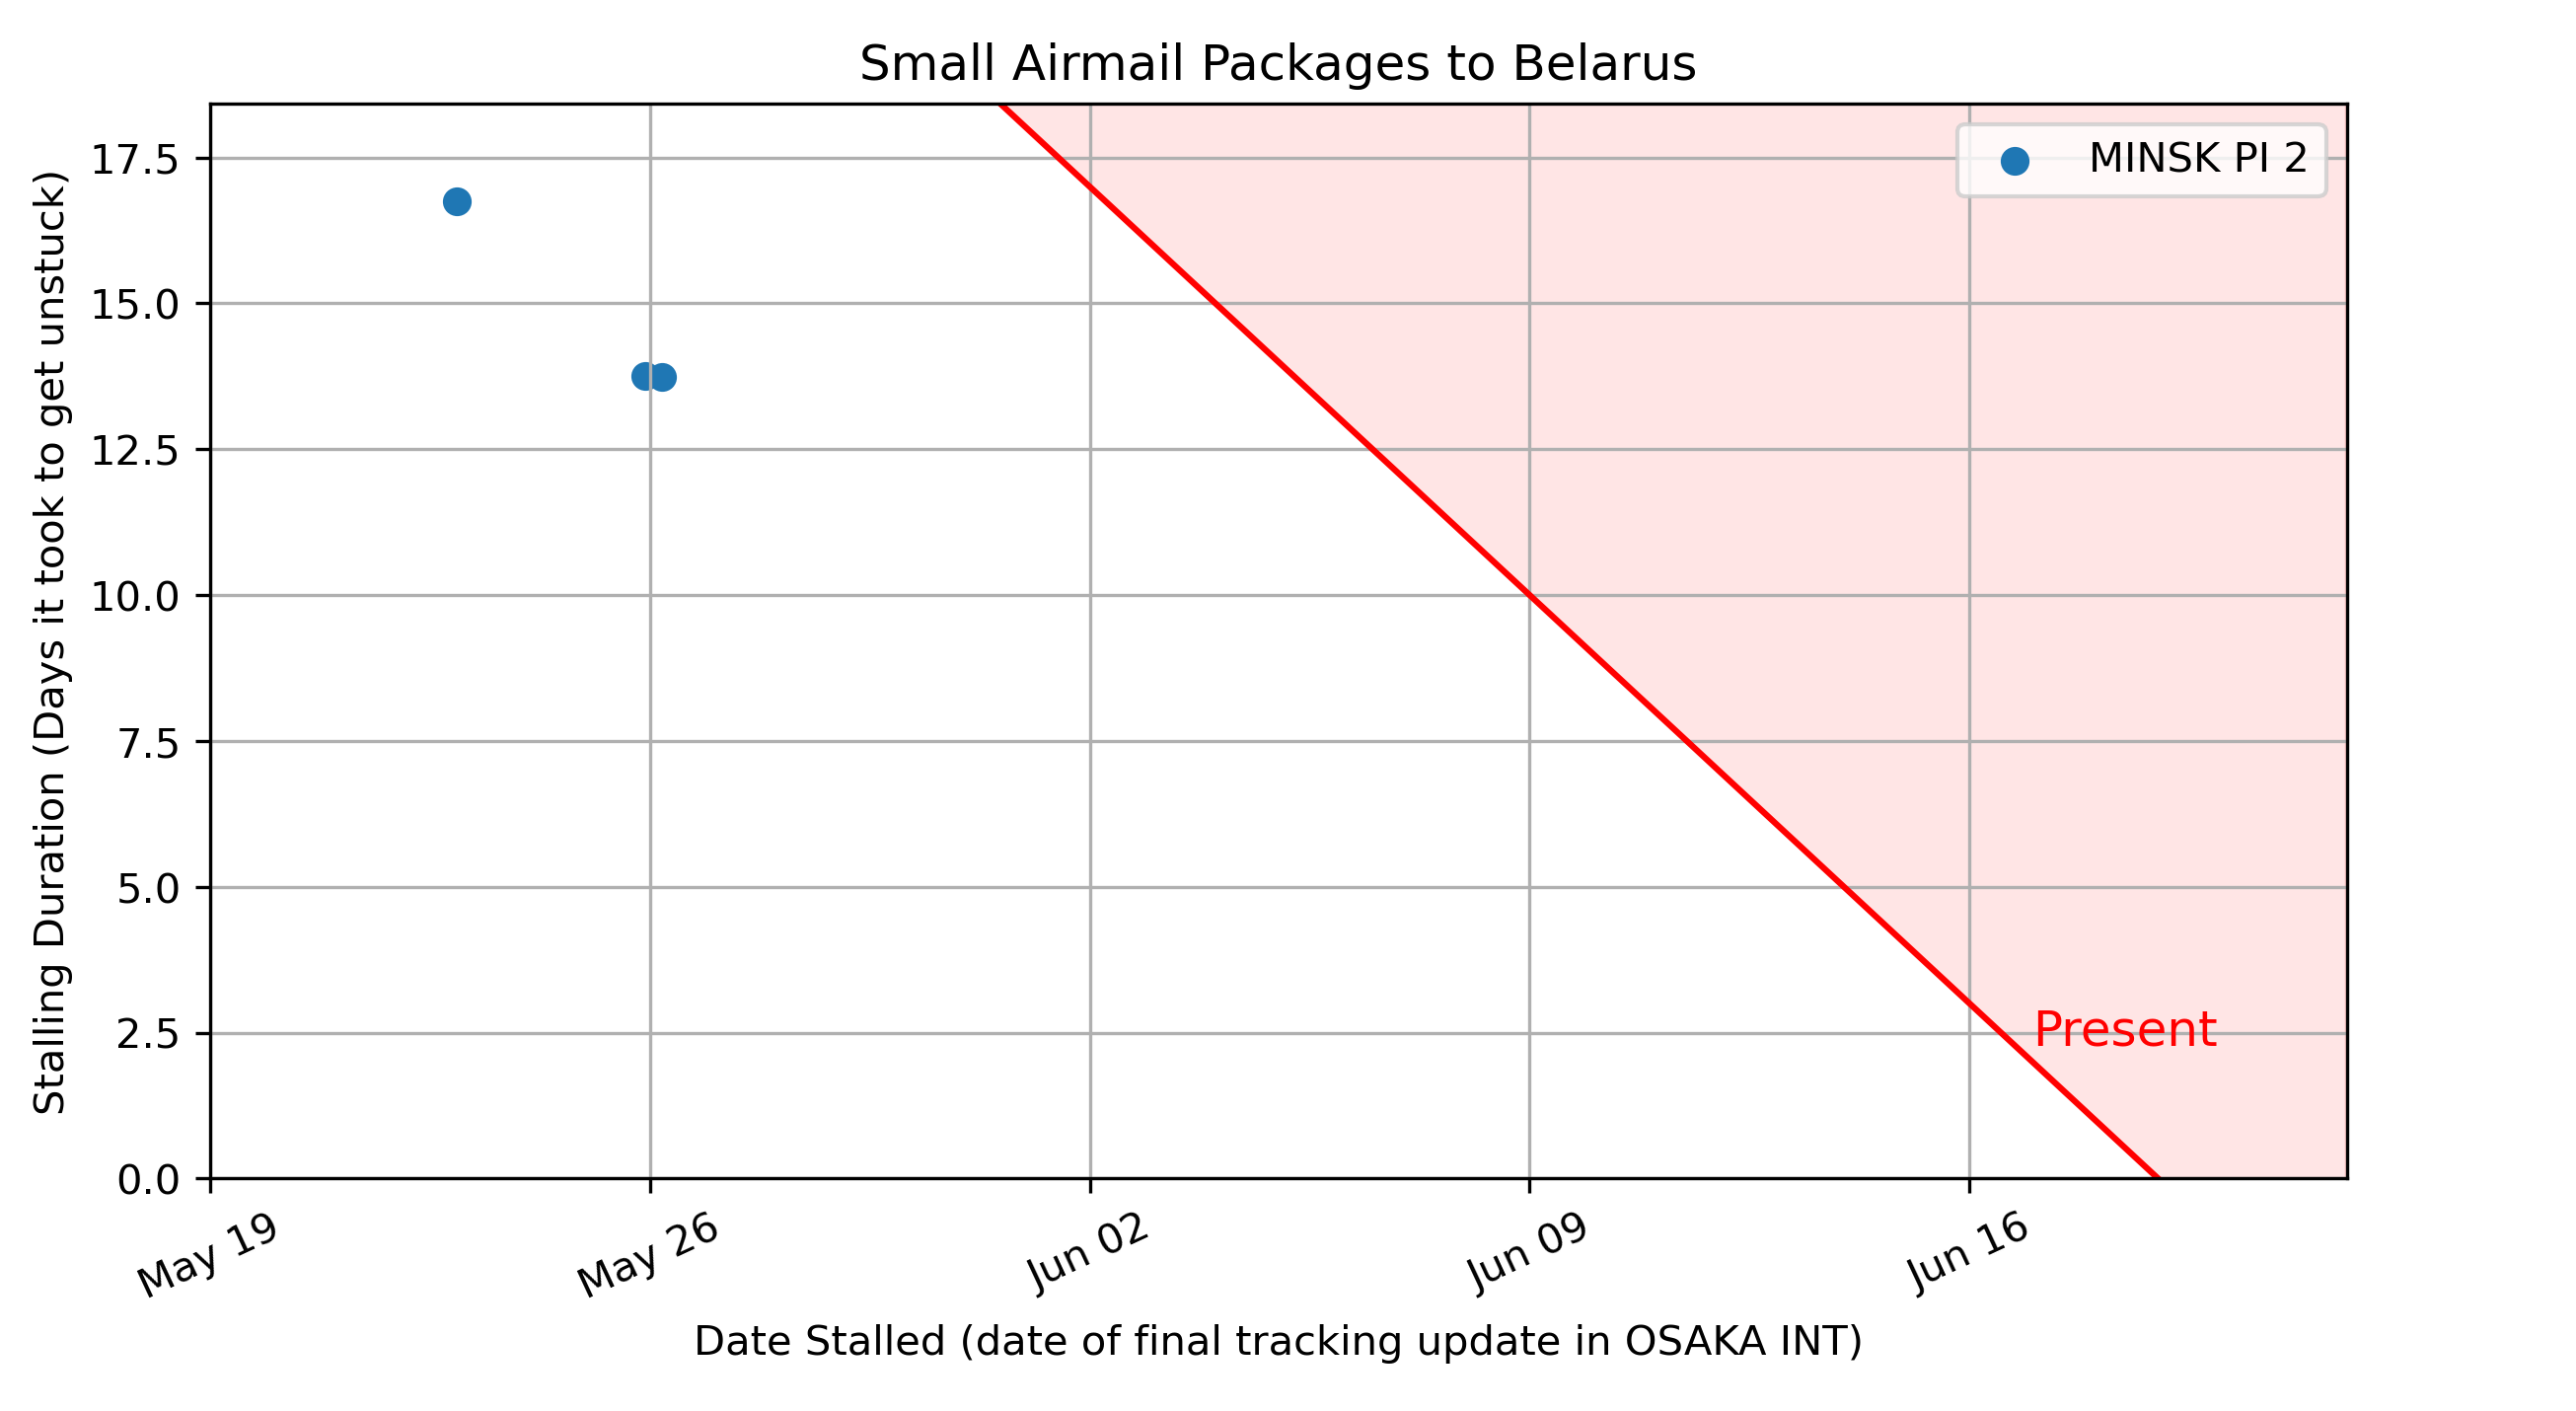 Small Airmail Packages to Belarus
MINSK PI 2
Stalling Duration (Days it took to get unstuck)
17.5
15.0
12.5
10.0
7.5
5.0
2.5
0.0
Present
May 19
May 26
Jun 02
Jun 09
Jun 16
Date Stalled (date of final tracking update in OSAKA INT)